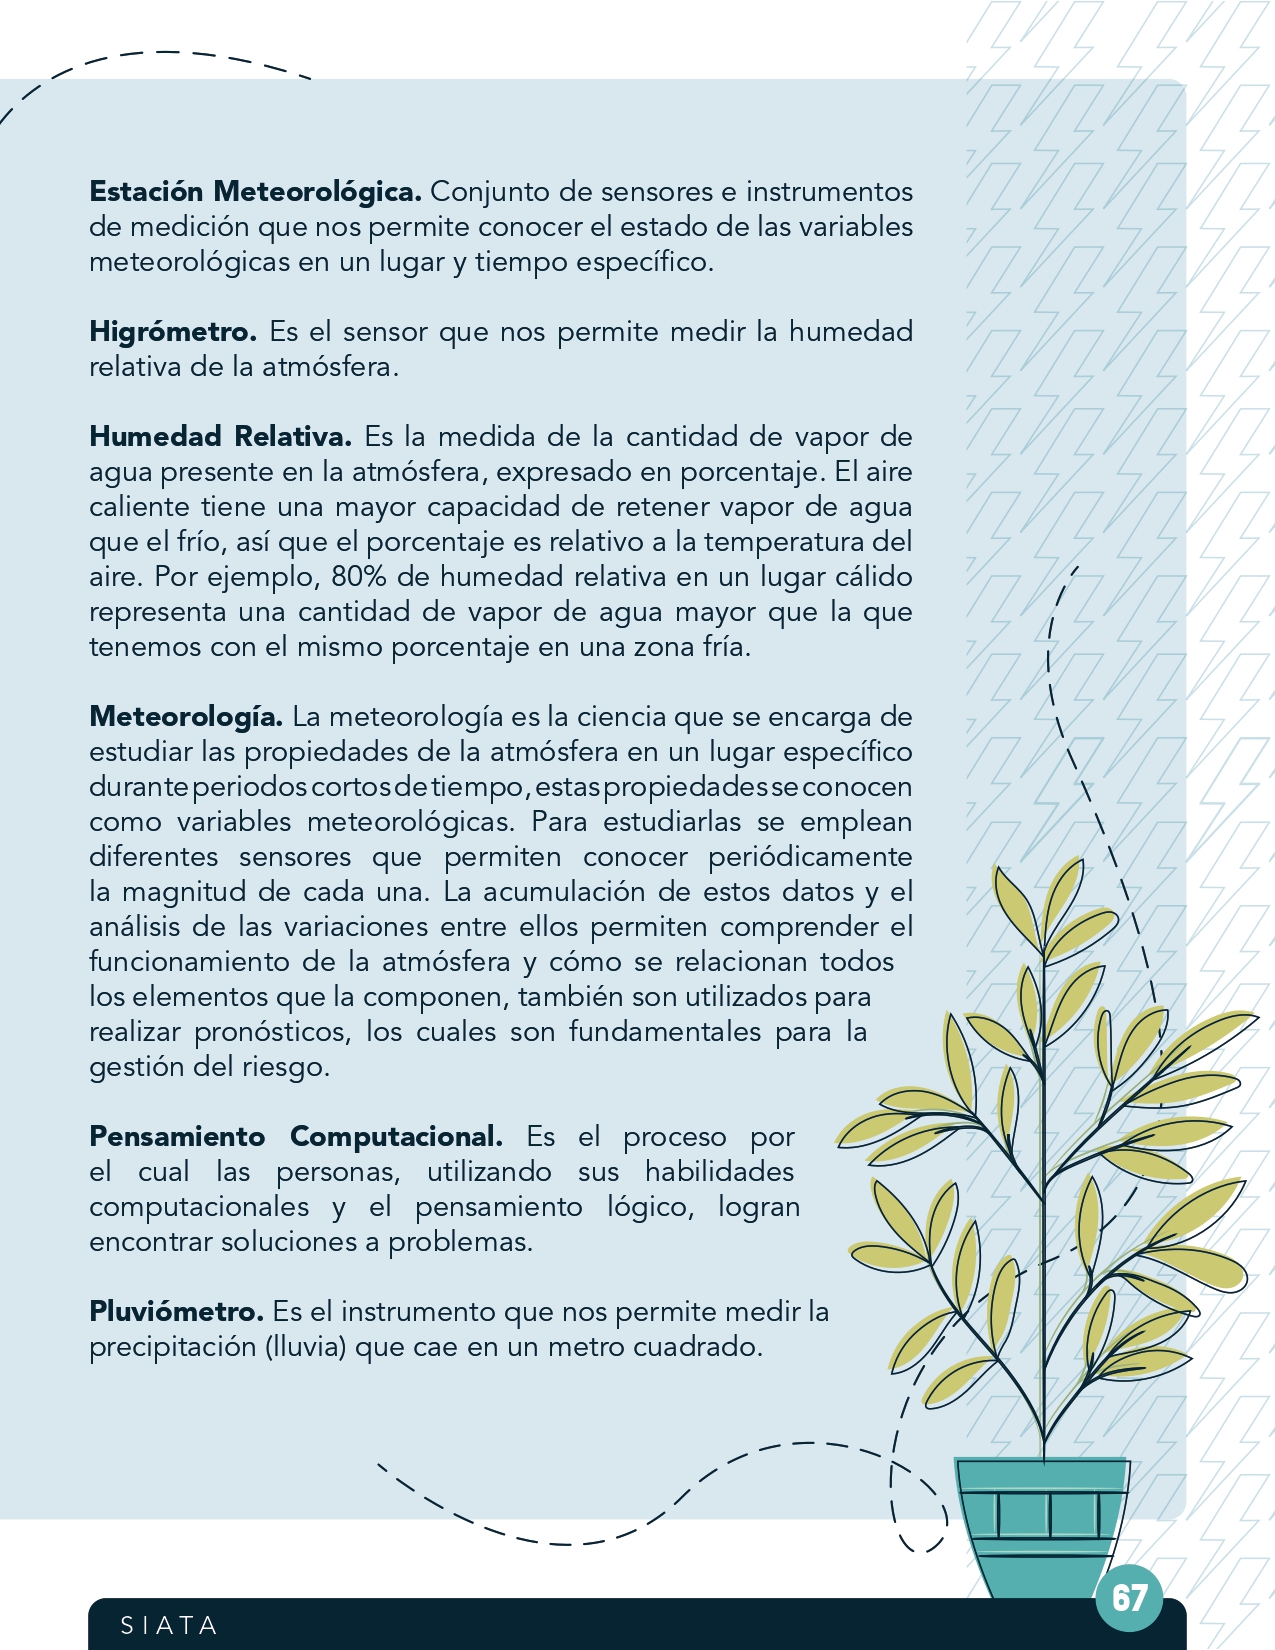 Estación Meteorológica. Conjunto de sensores e instrumentos
de medición que nos permite conocer el estado de las variables
meteorológicas en un lugar y tiempo específico.
Higrómetro. Es el sensor que nos permite medir la humedad
relativa de la atmósfera.
Humedad Relativa. Es la medida de la cantidad de vapor de
agua presente en la atmósfera, expresado en porcentaje. El aire
caliente tiene una mayor capacidad de retener vapor de agua
que el frío, así que el porcentaje es relativo a la temperatura del
aire. Por ejemplo, 80% de humedad relativa en un lugar cálido
representa una cantidad de vapor de agua mayor que la que
tenemos con el mismo porcentaje en una zona fría.
Meteorología. La meteorología es la ciencia que se encarga de
estudiar las propiedades de la atmósfera en un lugar específico
durante periodos cortos de tiempo, estas propiedades se conocen
como variables meteorológicas. Para estudiarlas se emplean
diferentes sensores que permiten conocer periódicamente
la magnitud de cada una. La acumulación de estos datos y el
análisis de las variaciones entre ellos permiten comprender el
funcionamiento de la atmósfera y cómo se relacionan todos
los elementos que la componen, también son utilizados para
realizar pronósticos, los cuales son fundamentales para la
gestión del riesgo.
Pensamiento Computacional. Es el proceso por
el cual las personas, utilizando sus habilidades
computacionales y el pensamiento lógico, logran
encontrar soluciones a problemas.
Pluviómetro. Es el instrumento que nos permite medir la
precipitación (lluvia) que cae en un metro cuadrado.
67
SIATA